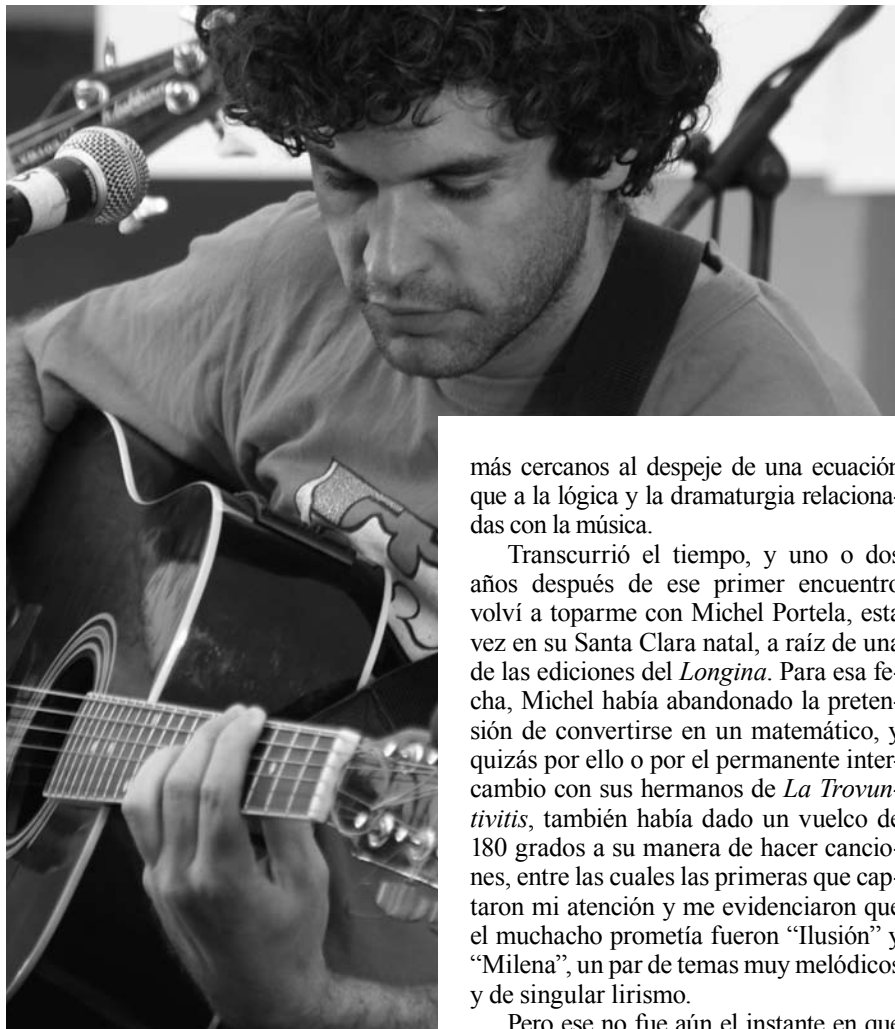 más cercanos al despeje de una ecuación
que a la lógica y la dramaturgia relaciona-
das con la música.
Transcurrió el tiempo, y uno o dos
años después de ese primer encuentro
volví a toparme con Michel Portela, esta
vez en su Santa Clara natal, a raíz de una
de las ediciones del Longina. Para esa fe-
cha, Michel había abandonado la preten-
sión de convertirse en un matemático, y
quizás por ello o por el permanente inter-
cambio con sus hermanos de La Trovun-
tivitis, también había dado un vuelco de
180 grados a su manera de hacer cancio-
nes, entre las cuales las primeras que cap-
taron mi atención y me evidenciaron que
el muchacho prometía fueron “Ilusión” y
“Milena”, un par de temas muy melódicos
y de singular lirismo.
Pero ese no fue aún el instante en que